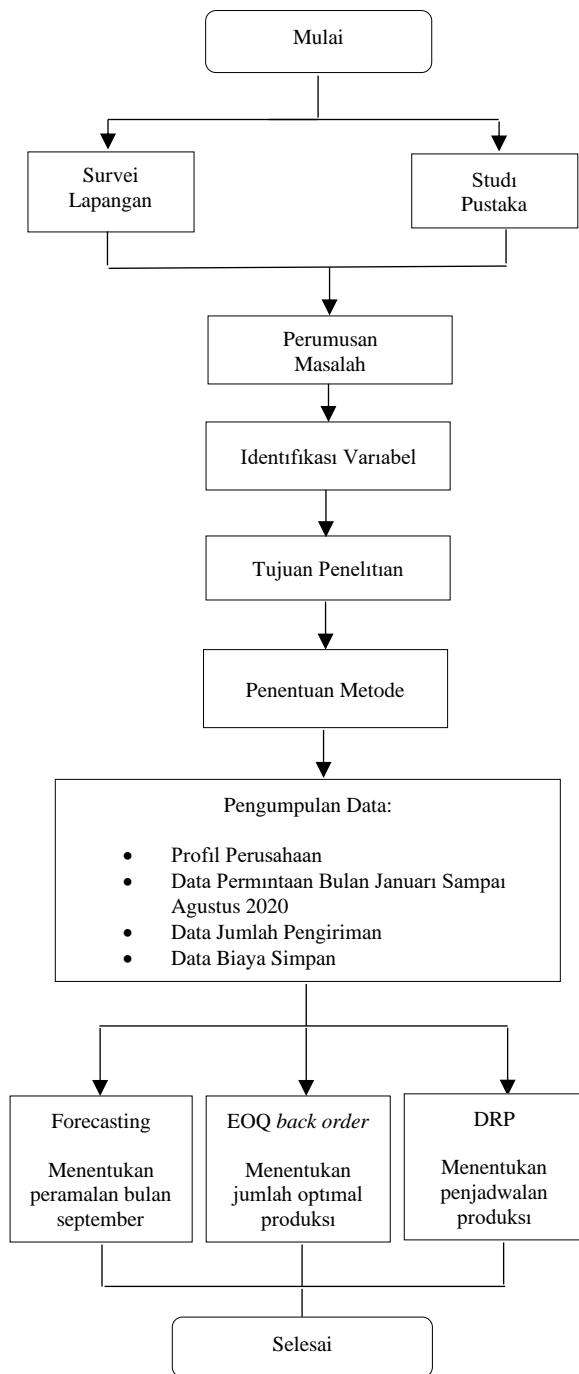 Mulai
Survei
Lapangan
Studi
Pustaka
Perumusan
Masalah
Identifikasi Variabel
Tujuan Penelitian
Penentuan Metode
Pengumpulan Data:
• Profil Perusahaan
• Data Permintaan Bulan Januari Sampai
Agustus 2020
• Data Jumlah Pengiriman
• Data Biaya Simpan
Forecasting
Menentukan
peramalan bulan
september
EOQ back order
Menentukan
jumlah optimal
produksi
DRP
Menentukan
penjadwalan
produksi
Selesai